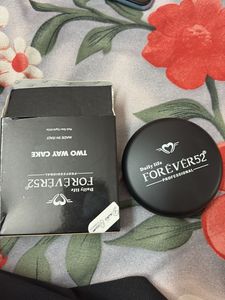 MADE IN ITALY
TWO WAY CAKE
Daily life
FOREVER52
PROFESSIONAL
Daily life
FOREVER52
PROFESSIONAL